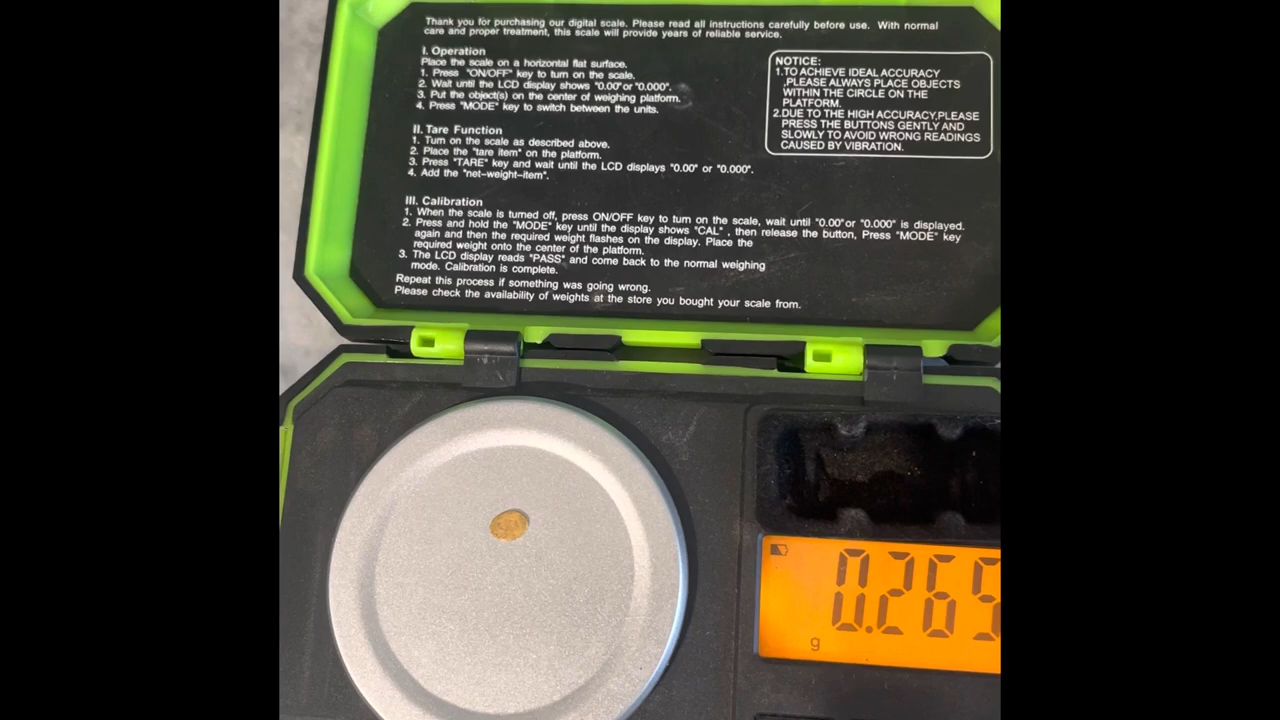 Thank you for purchasing our digital scale. Please read all instructions carefully before use. With normal
care and proper treatment, this scale will provide years of reliable service.
I. Operation
Place the scale on a horizontal flat surface.
1. Press "ON/OFF" key to turn on the scale.
2. Wait until the LCD display shows "0.00"or"0.000".
3. Put the object(s) on the center of weighing platform.
4. Press "MODE" key to switch between the units.
NOTICE:
1.TO ACHIEVE IDEAL ACCURACY
,PLEASE ALWAYS PLACE OBJECTS
WITHIN THE CIRCLE ON THE
PLATFORM.
2.DUE TO THE HIGH ACCURACY,PLEASE
PRESS THE BUTTONS GENTLY AND
SLOWLY TO AVOID WRONG READINGS
CAUSED BY VIBRATION.
II. Tare Function
1. Turn on the scale as described above.
2. Place the "tare item" on the platform.
3. Press "TARE" key and wait until the LCD displays "0.00" or "0.000".
4. Add the "net-weight-item".
III. Calibration
1. When the scale is turned off, press ON/OFF key to turn on the scale, wait until "0.00"or "0.000" is displayed.
2. Press and hold the "MODE" key until the display shows "CAL" , then release the button, Press "MODE" key
again and then the required weight flashes on the display. Place the
required weight onto the center of the platform.
3. The LCD display reads "PASS" and come back to the normal weighing
mode. Calibration is complete.
Repeat this process if something was going wrong.
Please check the availability of weights at the store you bought your scale from.
0.265
g